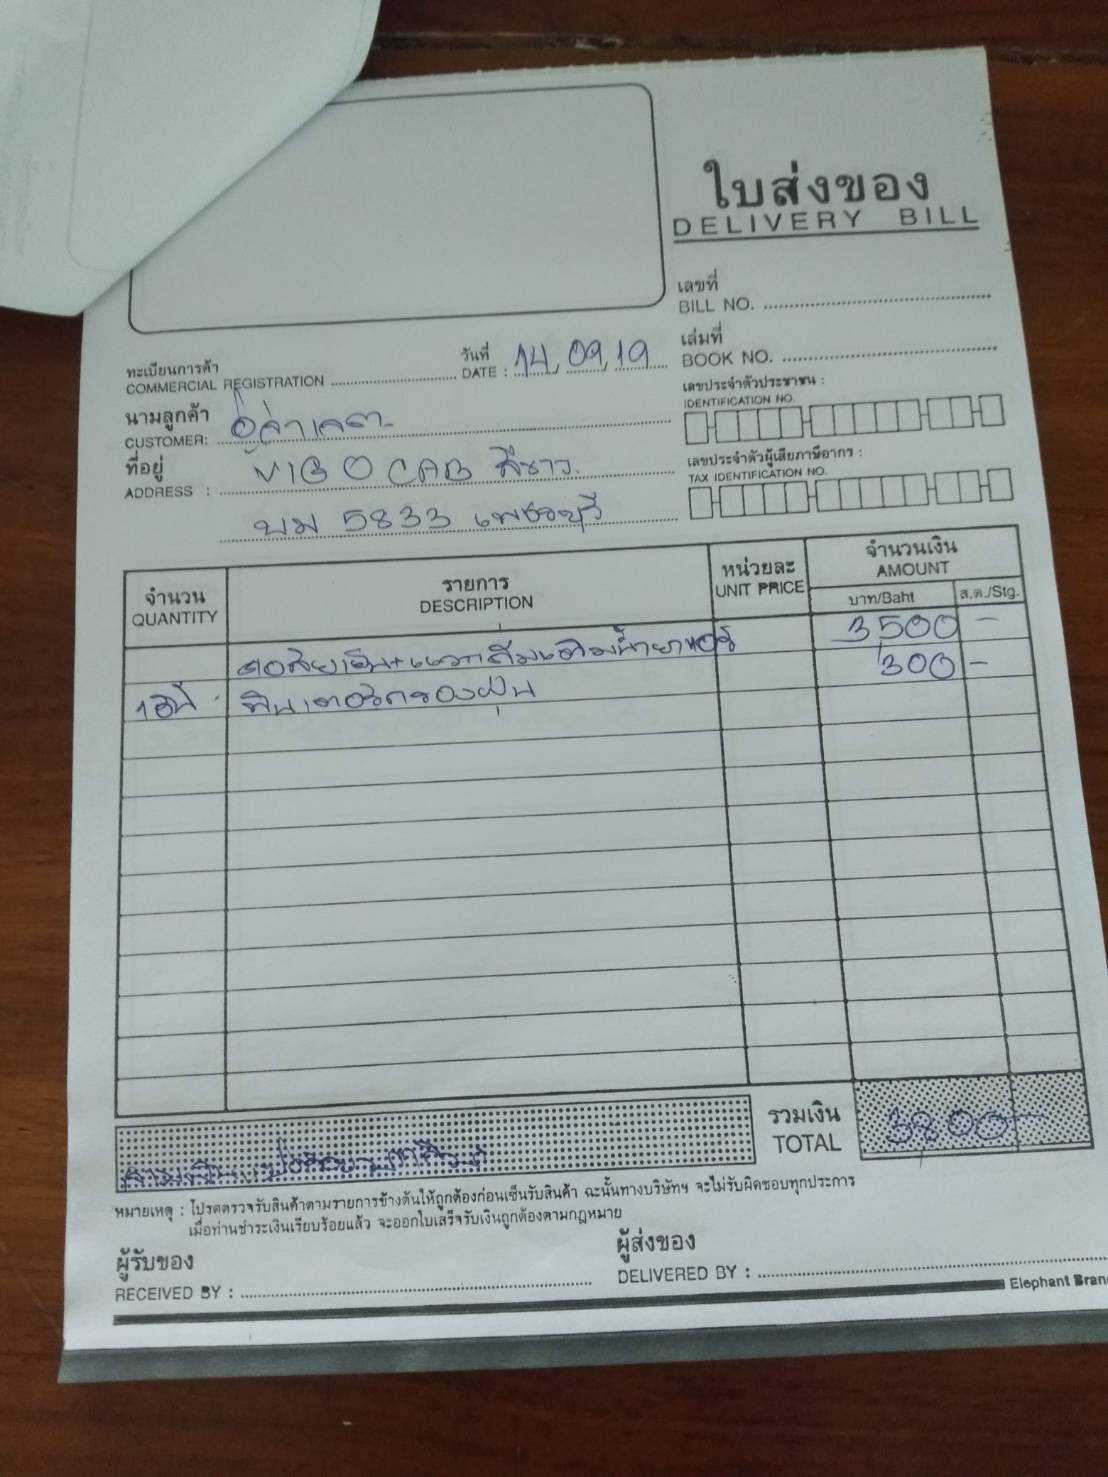 ใบส่งของ
DELIVERY BILL
เลขที่
BILL NO.
เล่มที่
BOOK NO.
ทะเบียนการค้า
COMMERCIAL REGISTRATION
วันที่
DATE : 14, 09, 19
เลขประจำตัวประชาชน :
IDENTIFICATION NO.
นามลูกค้า
CUSTOMER:
ที่อยู่
ADDRESS : VIGO CAB สีขาว
เลขประจำตัวผู้เสียภาษีอากร :
TAX IDENTIFICATION NO.
บม 5833 เพชรบุรี
จำนวน
QUANTITY
รายการ
DESCRIPTION
หน่วยละ
UNIT PRICE
จำนวนเงิน
AMOUNT
บาท/Baht
ส.ต./Stg.
3500 -
1 ฟิลเตอร์กรองฝุ่น 300 -
รวมเงิน
TOTAL 3800 -
หมายเหตุ : โปรดตรวจรับสินค้าตามรายการข้างต้นให้ถูกต้องก่อนเซ็นรับสินค้า ฉะนั้นทางบริษัทฯ จะไม่รับผิดชอบทุกประการ
เมื่อท่านชำระเงินเรียบร้อยแล้ว จะออกใบเสร็จรับเงินถูกต้องตามกฎหมาย
ผู้รับของ
RECEIVED BY :
ผู้ส่งของ
DELIVERED BY :
Elephant Bran